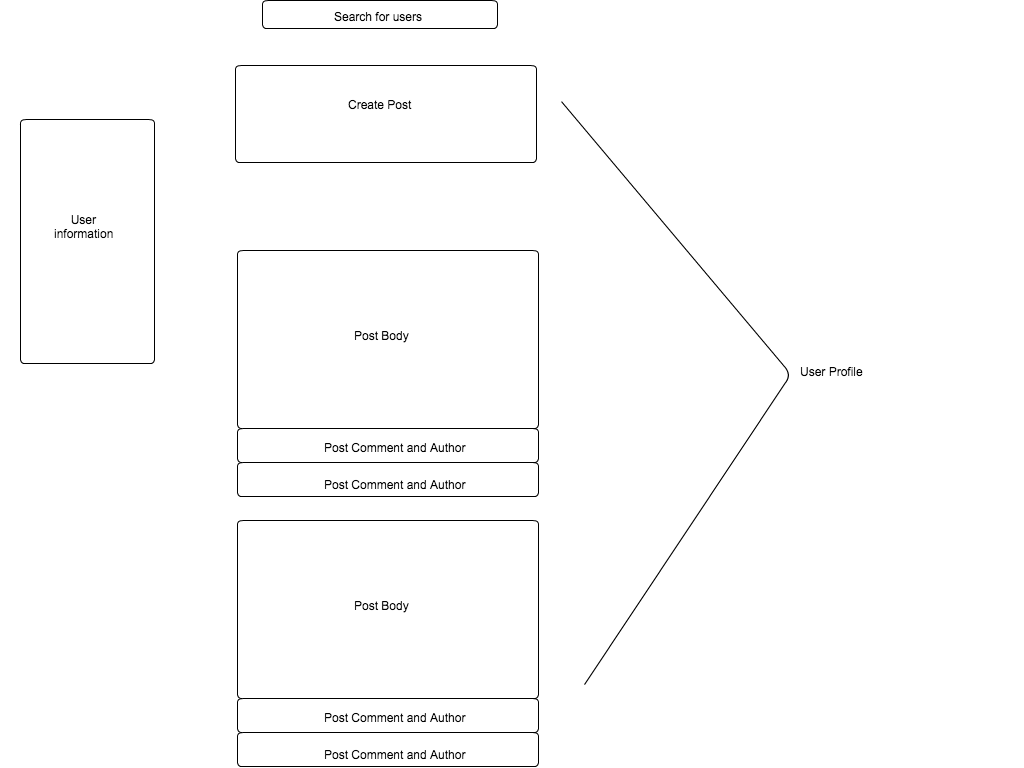 Search for users
Create Post
User
information
Post Body
User Profile
Post Comment and Author
Post Comment and Author
Post Body
Post Comment and Author
Post Comment and Author